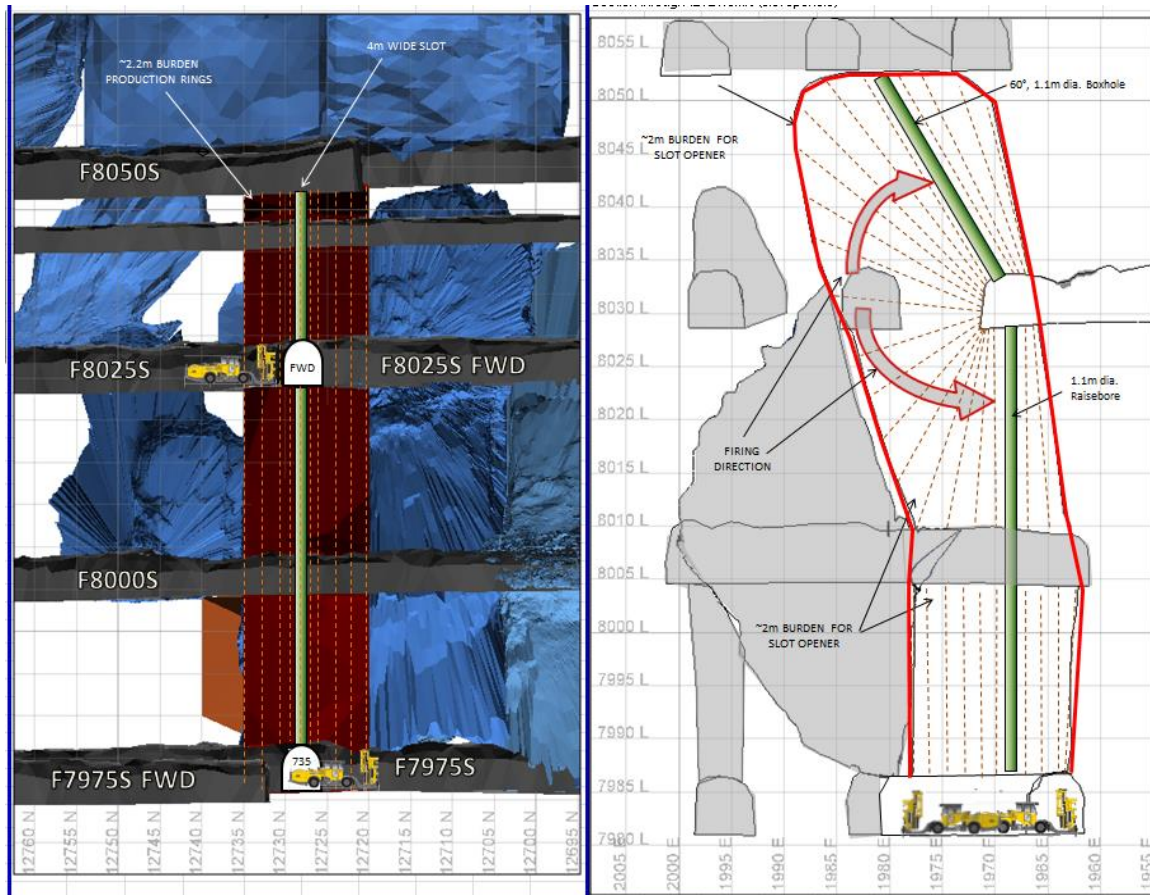 4m WIDE SLOT
~2.2m BURDEN
PRODUCTION RINGS
F8050S
F8025S
FWD
F8025S FWD
F8000S
F7975S FWD
735
F7975S
12760 N
12755 N
12750 N
12745 N
12740 N
12735 N
12730 N
12725 N
12720 N
12715 N
12710 N
12705 N
12700 N
12695 N
8055 L
8050 L
8045 L
8040 L
8035 L
8030 L
8025 L
8020 L
8015 L
8010 L
8005 L
8000 L
7995 L
7990 L
7985 L
7980 L
60°, 1.1m dia. Boxhole
~2m BURDEN FOR
SLOT OPENER
1.1m dia.
Raisebore
FIRING
DIRECTION
~2m BURDEN FOR
SLOT OPENER
2005 E
2000 E
1995 E
1990 E
1985 E
1980 E
1975 E
1970 E
1965 E
1960 E
1955 E